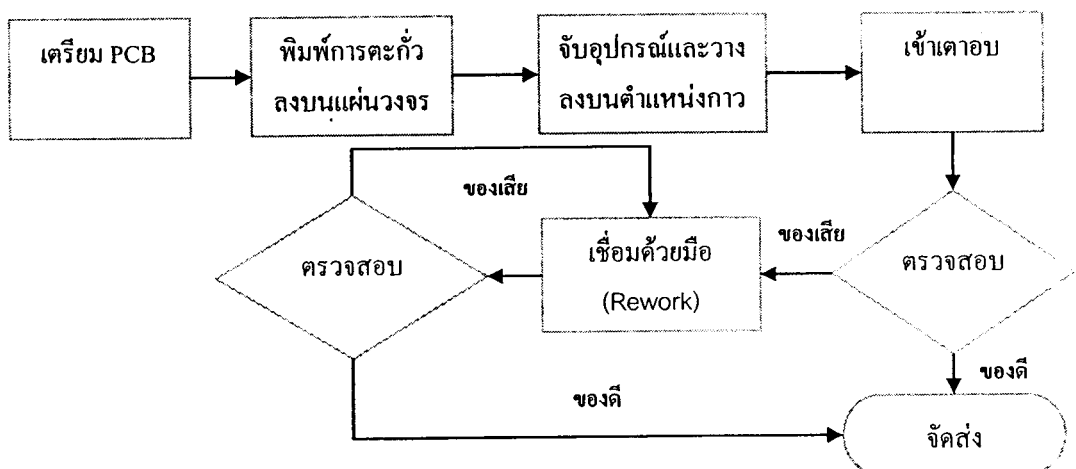 เตรียม PCB
พิมพ์การตะกั่ว
ลงบนแผ่นวงจร
จับอุปกรณ์และวาง
ลงบนตำแหน่งกาว
เข้าเตาอบ
ของเสีย
ตรวจสอบ
เชื่อมด้วยมือ
(Rework)
ของเสีย
ตรวจสอบ
ของดี
ของดี
จัดส่ง